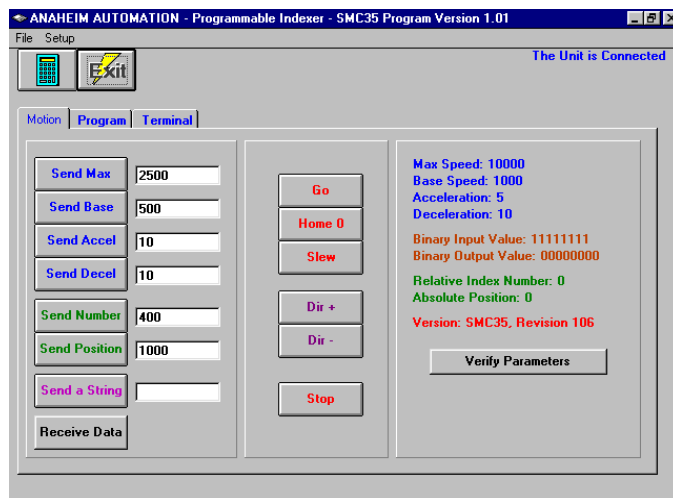 ANAHEIM AUTOMATION - Programmable Indexer - SMC35 Program Version 1.01
File Setup
Exit
The Unit is Connected
Motion Program Terminal
Send Max 2500
Send Base 500
Send Accel 10
Send Decel 10
Send Number 400
Send Position 1000
Send a String
Receive Data
Go
Home 0
Slew
Dir +
Dir -
Stop
Max Speed: 10000
Base Speed: 1000
Acceleration: 5
Deceleration: 10
Binary Input Value: 11111111
Binary Output Value: 00000000
Relative Index Number: 0
Absolute Position: 0
Version: SMC35, Revision 106
Verify Parameters